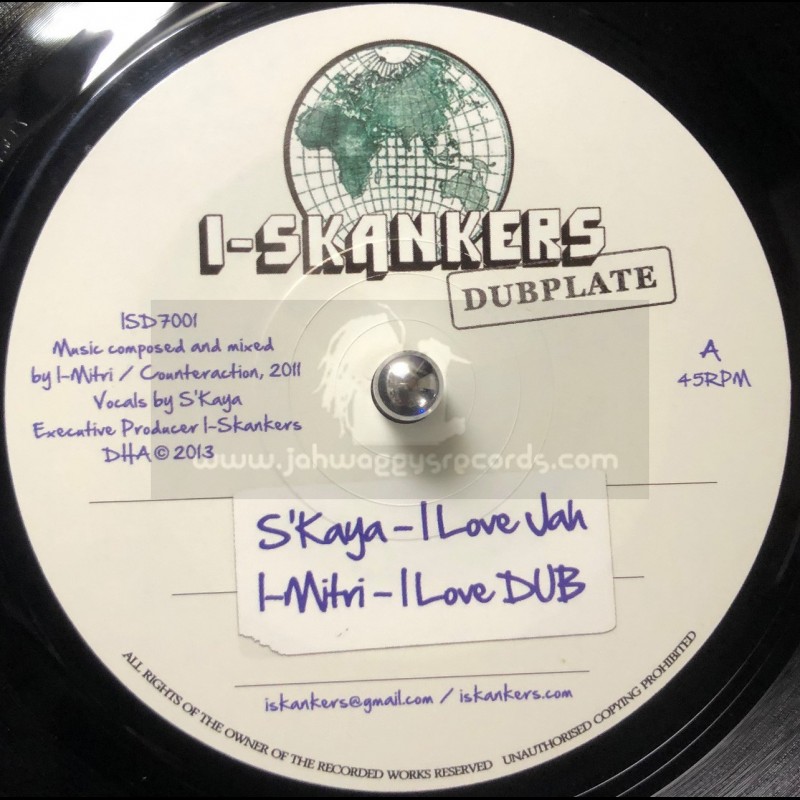 I-SKANKERS
DUBPLATE
ISD7001
Music composed and mixed
by I-Mitri / Counteraction, 2011
Vocals by S'Kaya
Executive Producer I-Skankers
DHA © 2013
A
45RPM
www.jahwaggysrecords.com
S'Kaya - I Love Jah
I-Mitri - I Love DUB
iskankers@gmail.com / iskankers.com
ALL RIGHTS OF THE OWNER OF THE RECORDED WORKS RESERVED UNAUTHORISED COPYING PROHIBITED